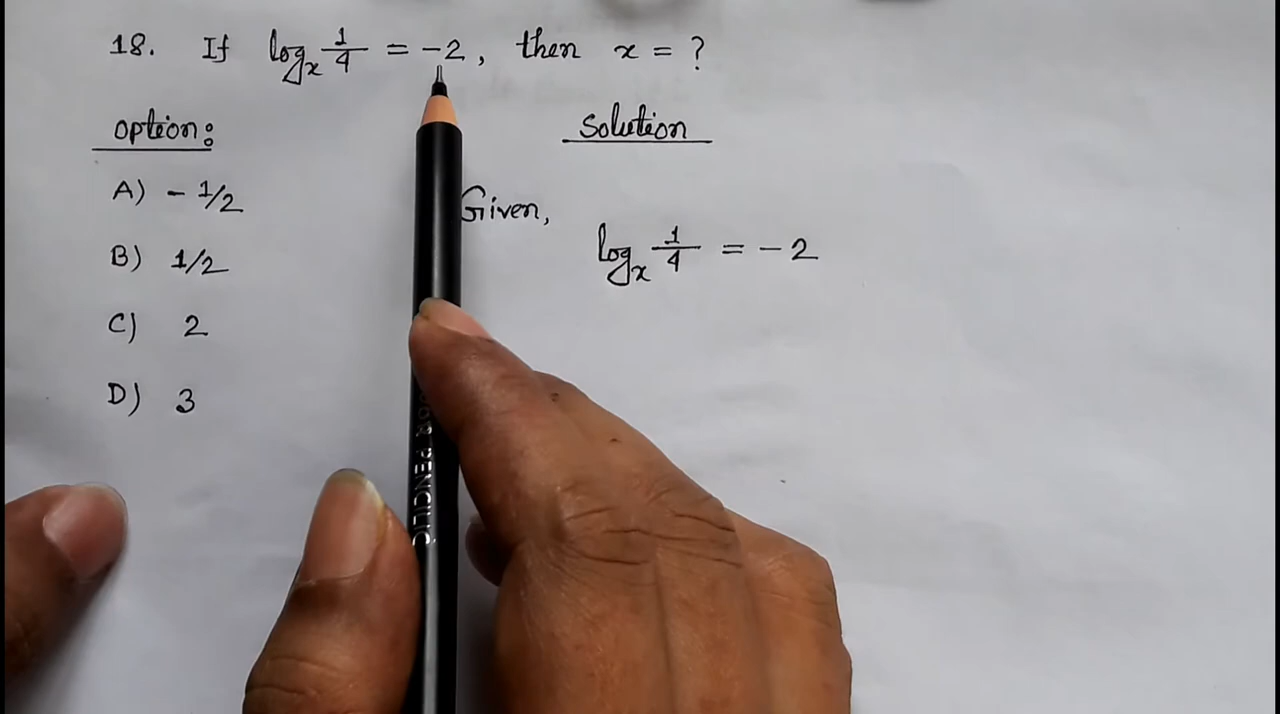 18. If log_x 1/4 = -2, then x = ?
Option:
Solution
A) - 1/2
Given,
log_x 1/4 = -2
B) 1/2
C) 2
D) 3